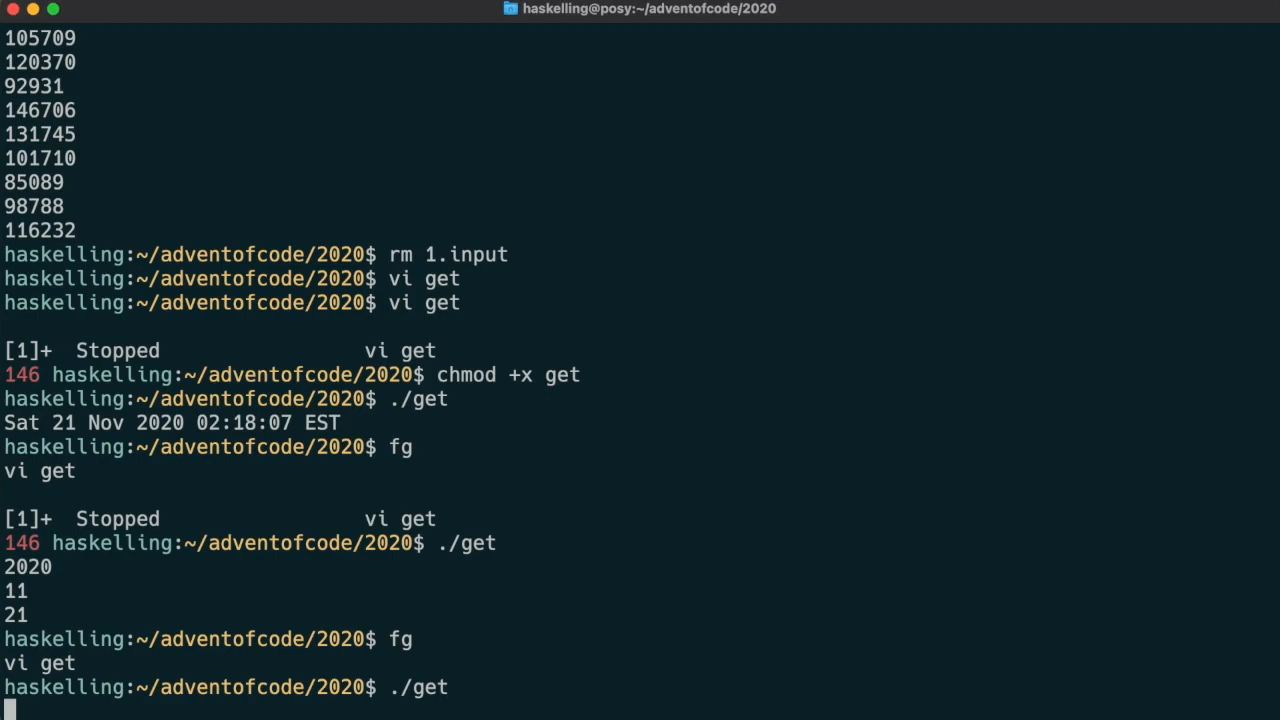 haskelling@posy:~/adventofcode/2020
105709
120370
92931
146706
131745
101710
85089
98788
116232
haskelling:~/adventofcode/2020$ rm 1.input
haskelling:~/adventofcode/2020$ vi get
haskelling:~/adventofcode/2020$ vi get
[1]+  Stopped                 vi get
146 haskelling:~/adventofcode/2020$ chmod +x get
haskelling:~/adventofcode/2020$ ./get
Sat 21 Nov 2020 02:18:07 EST
haskelling:~/adventofcode/2020$ fg
vi get
[1]+  Stopped                 vi get
146 haskelling:~/adventofcode/2020$ ./get
2020
11
21
haskelling:~/adventofcode/2020$ fg
vi get
haskelling:~/adventofcode/2020$ ./get